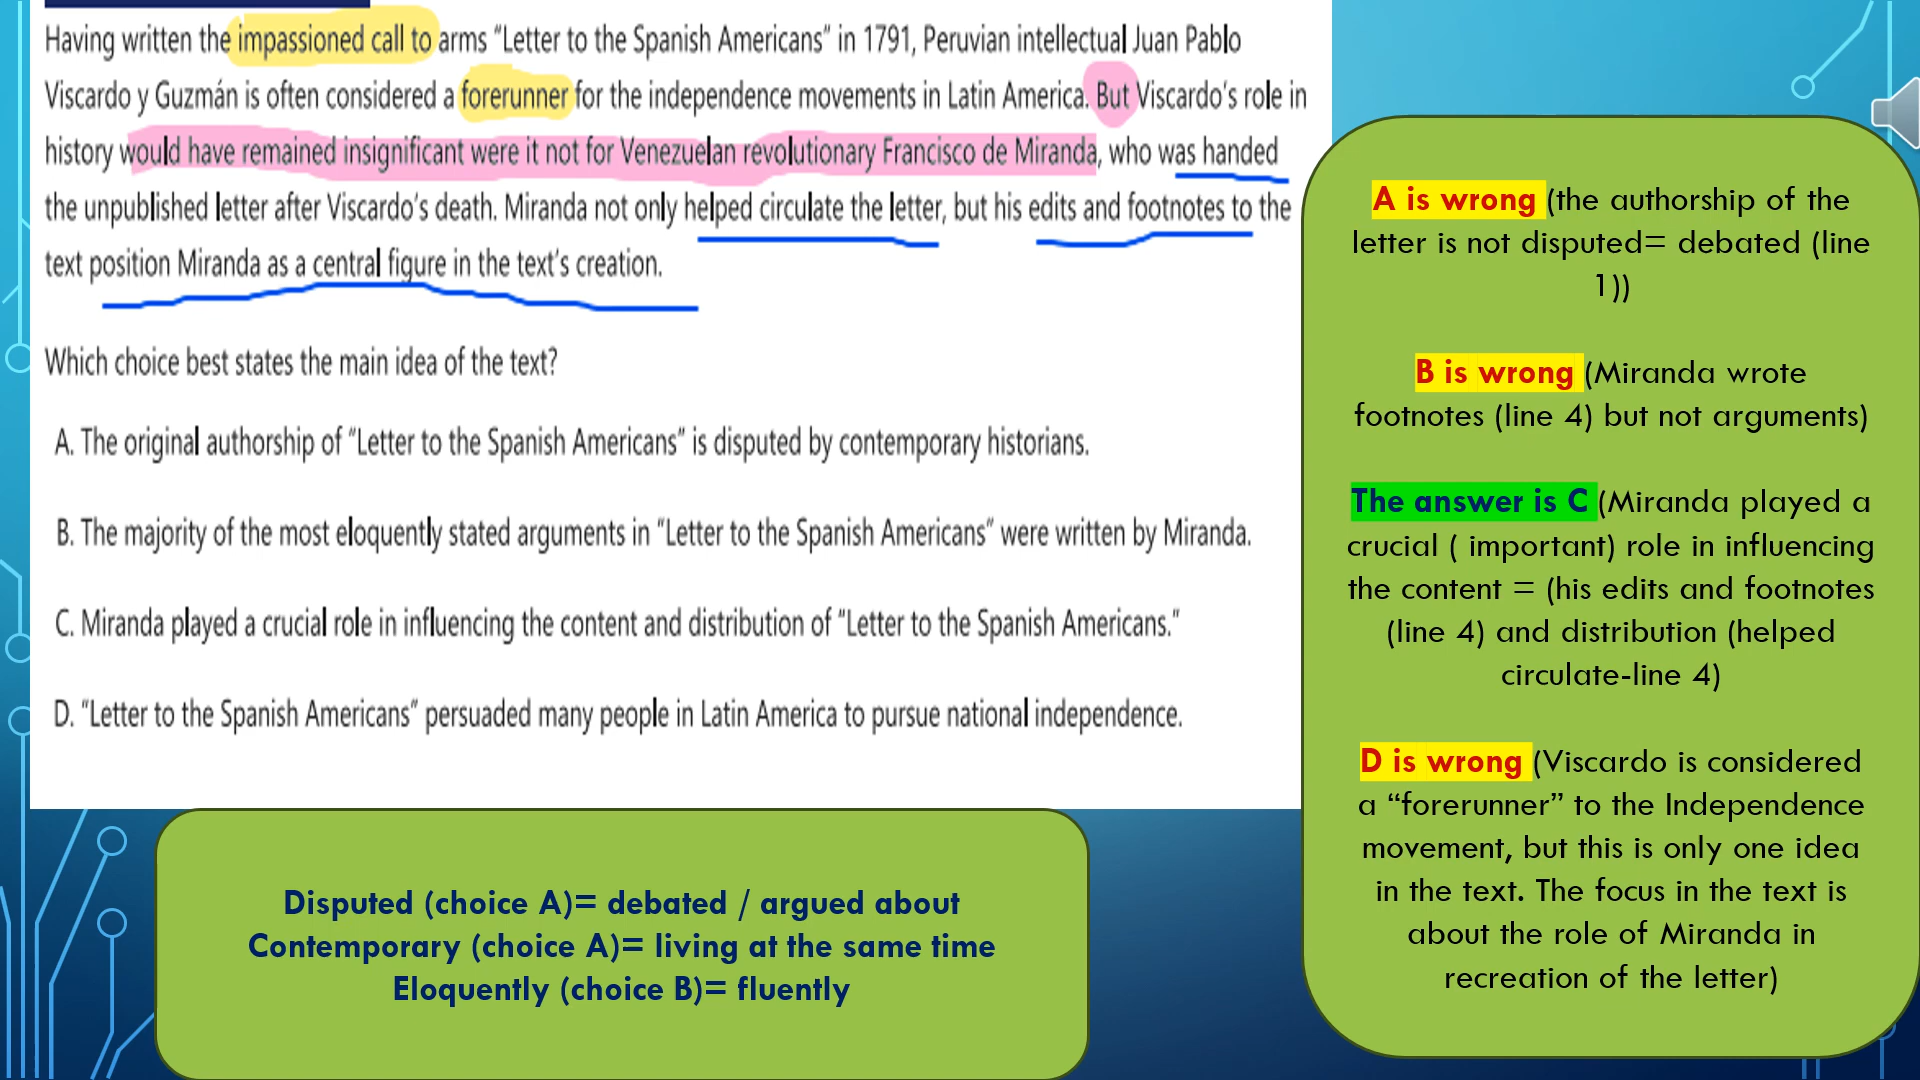 Having written the impassioned call to arms “Letter to the Spanish Americans” in 1791, Peruvian intellectual Juan Pablo
Viscardo y Guzmán is often considered a forerunner for the independence movements in Latin America. But Viscardo’s role in
history would have remained insignificant were it not for Venezuelan revolutionary Francisco de Miranda, who was handed
the unpublished letter after Viscardo’s death. Miranda not only helped circulate the letter, but his edits and footnotes to the
text position Miranda as a central figure in the text’s creation.
Which choice best states the main idea of the text?
A. The original authorship of “Letter to the Spanish Americans” is disputed by contemporary historians.
B. The majority of the most eloquently stated arguments in “Letter to the Spanish Americans” were written by Miranda.
C. Miranda played a crucial role in influencing the content and distribution of “Letter to the Spanish Americans.”
D. “Letter to the Spanish Americans” persuaded many people in Latin America to pursue national independence.
A is wrong (the authorship of the
letter is not disputed= debated (line
1))
B is wrong (Miranda wrote
footnotes (line 4) but not arguments)
The answer is C (Miranda played a
crucial ( important) role in influencing
the content = (his edits and footnotes
(line 4) and distribution (helped
circulate-line 4)
D is wrong (Viscardo is considered
a “forerunner” to the Independence
movement, but this is only one idea
in the text. The focus in the text is
about the role of Miranda in
recreation of the letter)
Disputed (choice A)= debated / argued about
Contemporary (choice A)= living at the same time
Eloquently (choice B)= fluently